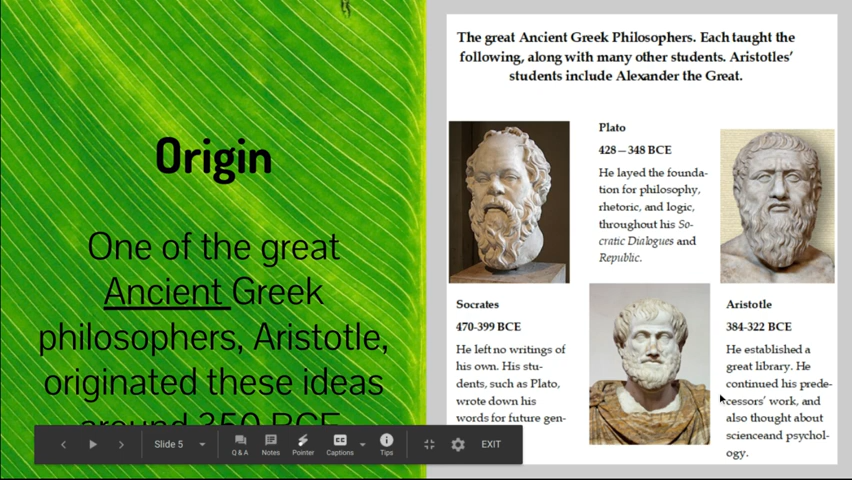 Origin
One of the great
Ancient Greek
philosophers, Aristotle,
originated these ideas
around 350 BCE
The great Ancient Greek Philosophers. Each taught the
following, along with many other students. Aristotles’
students include Alexander the Great.
Plato
428 – 348 BCE
He layed the founda-
tion for philosophy,
rhetoric, and logic,
throughout his So-
cratic Dialogues and
Republic.
Socrates
470-399 BCE
He left no writings of
his own. His stu-
dents, such as Plato,
wrote down his
words for future gen-
Aristotle
384-322 BCE
He established a
great library. He
continued his prede-
cessors’ work, and
also thought about
scienceand psychol-
ogy.
Slide 5
Q & A
Notes
Pointer
Captions
Tips
EXIT